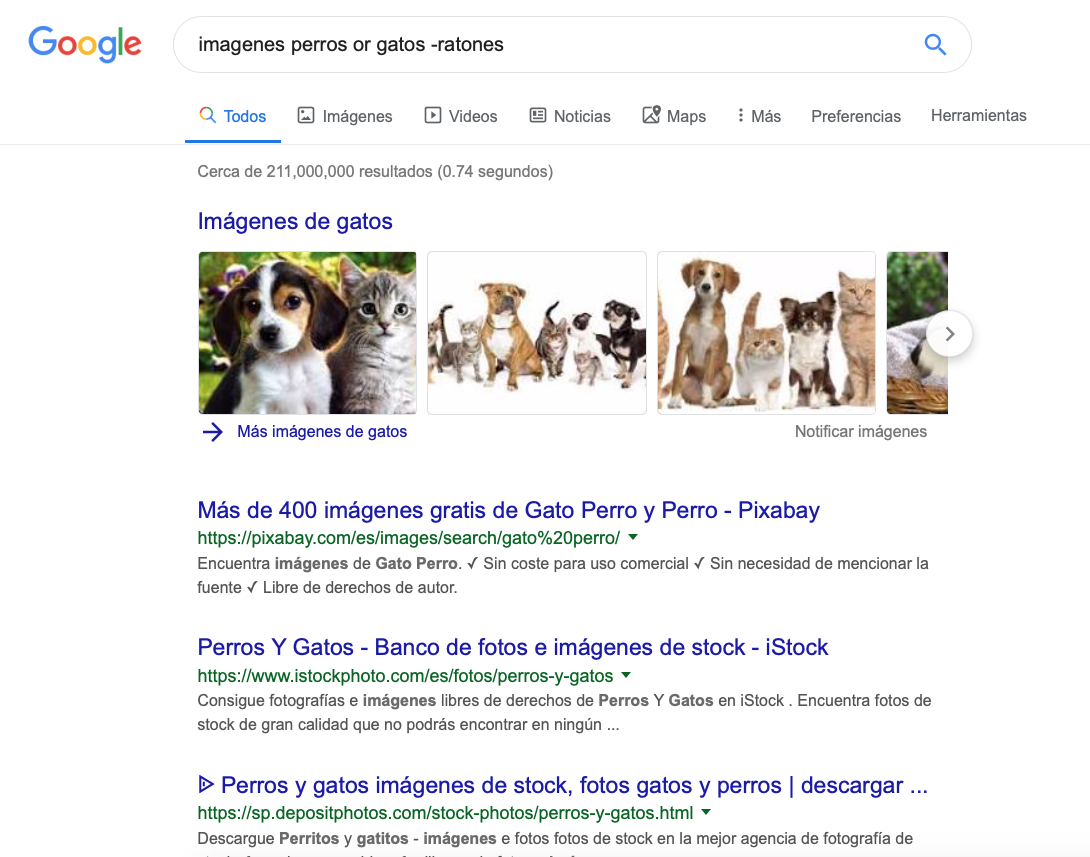 Google
imagenes perros or gatos -ratones
Todos Imágenes Videos Noticias Maps Más Preferencias Herramientas
Cerca de 211,000,000 resultados (0.74 segundos)
Imágenes de gatos
Más imágenes de gatos
Notificar imágenes
Más de 400 imágenes gratis de Gato Perro y Perro - Pixabay
https://pixabay.com/es/images/search/gato%20perro/
Encuentra imágenes de Gato Perro. ✓ Sin coste para uso comercial ✓ Sin necesidad de mencionar la
fuente ✓ Libre de derechos de autor.
Perros Y Gatos - Banco de fotos e imágenes de stock - iStock
https://www.istockphoto.com/es/fotos/perros-y-gatos
Consigue fotografías e imágenes libres de derechos de Perros Y Gatos en iStock . Encuentra fotos de
stock de gran calidad que no podrás encontrar en ningún ...
ᐈ Perros y gatos imágenes de stock, fotos gatos y perros | descargar ...
https://sp.depositphotos.com/stock-photos/perros-y-gatos.html
Descargue Perritos y gatitos - imágenes e fotos fotos de stock en la mejor agencia de fotografía de